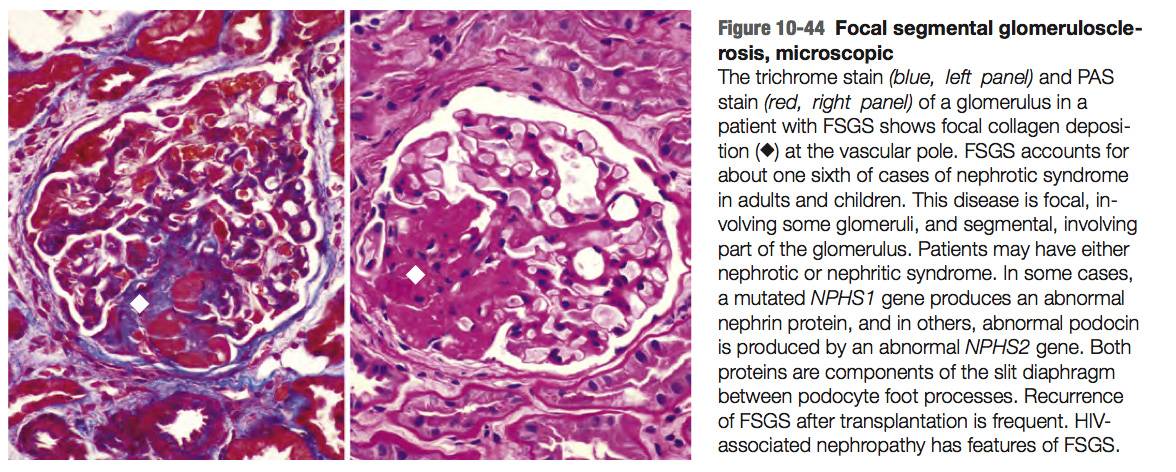 Figure 10-44 Focal segmental glomeruloscle-
rosis, microscopic
The trichrome stain (blue, left panel) and PAS
stain (red, right panel) of a glomerulus in a
patient with FSGS shows focal collagen deposi-
tion (◆) at the vascular pole. FSGS accounts for
about one sixth of cases of nephrotic syndrome
in adults and children. This disease is focal, in-
volving some glomeruli, and segmental, involving
part of the glomerulus. Patients may have either
nephrotic or nephritic syndrome. In some cases,
a mutated NPHS1 gene produces an abnormal
nephrin protein, and in others, abnormal podocin
is produced by an abnormal NPHS2 gene. Both
proteins are components of the slit diaphragm
between podocyte foot processes. Recurrence
of FSGS after transplantation is frequent. HIV-
associated nephropathy has features of FSGS.